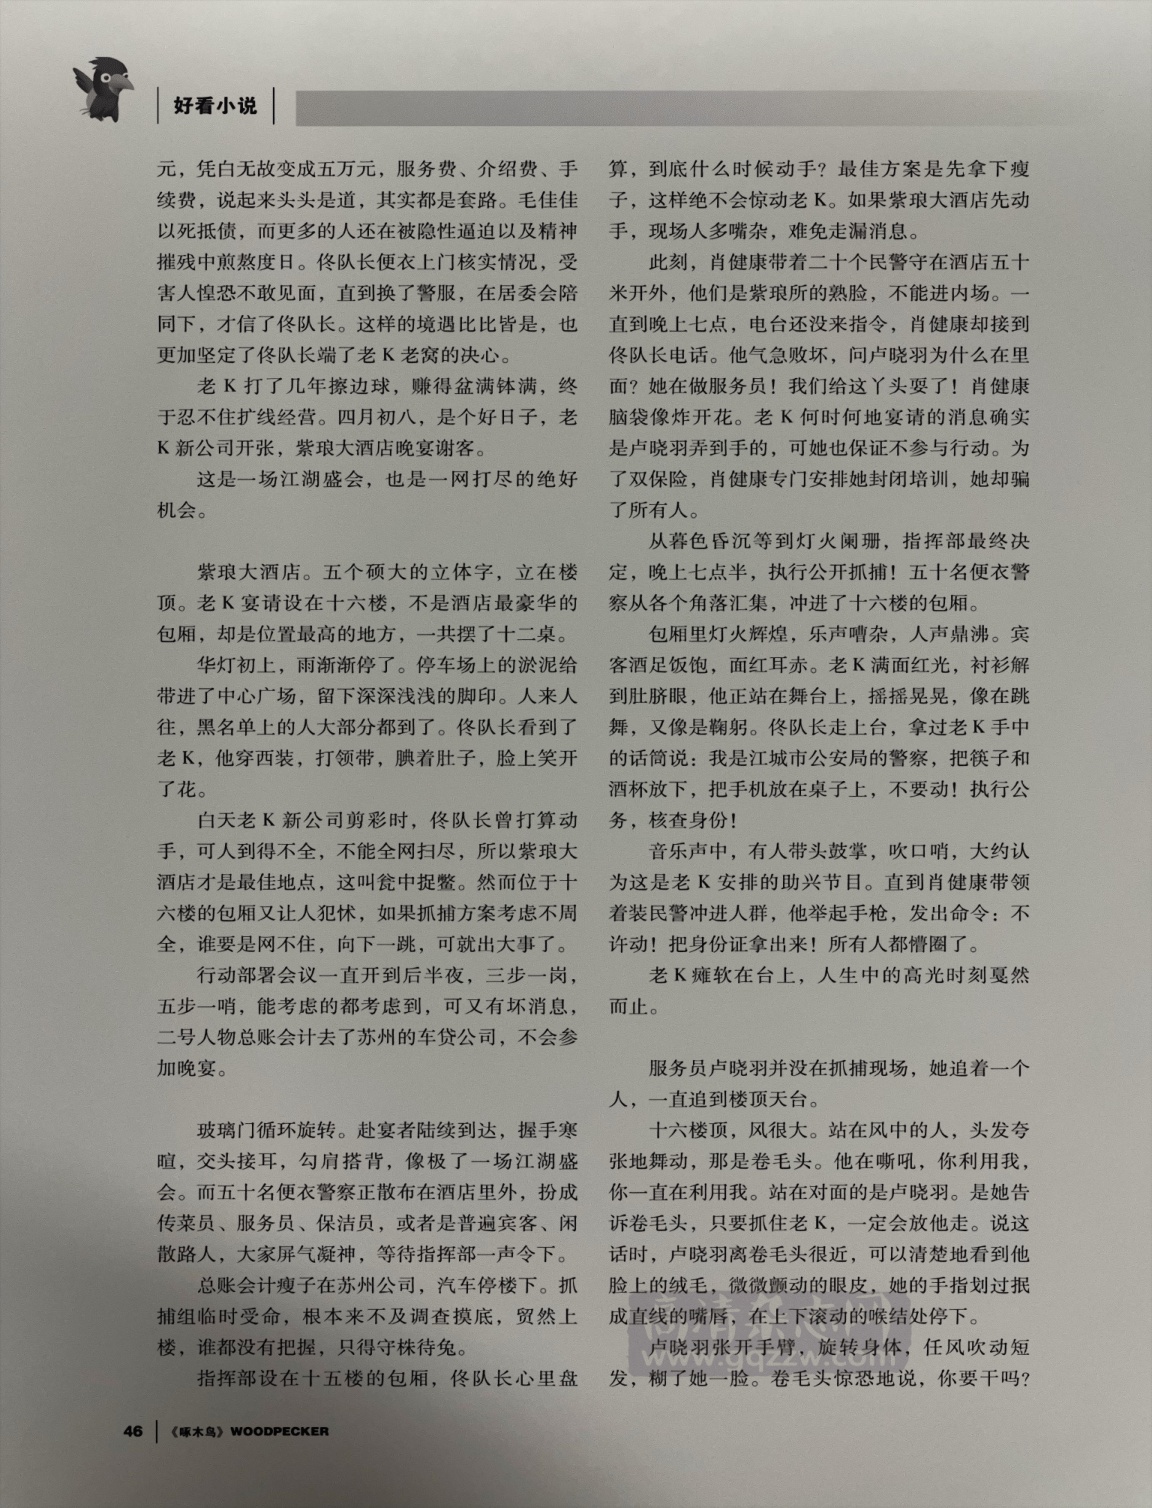 好看小说
元，凭白无故变成五万元，服务费、介绍费、手
续费，说起来头头是道，其实都是套路。毛佳佳
以死抵债，而更多的人还在被隐性逼迫以及精神
摧残中煎熬度日。佟队长便衣上门核实情况，受
害人惶恐不敢见面，直到换了警服，在居委会陪
同下，才信了佟队长。这样的境遇比比皆是，也
更加坚定了佟队长端了老 K 老窝的决心。
老 K 打了几年擦边球，赚得盆满钵满，终
于忍不住扩线经营。四月初八，是个好日子，老
K 新公司开张，紫琅大酒店晚宴谢客。
这是一场江湖盛会，也是一网打尽的绝好
机会。
紫琅大酒店。五个硕大的立体字，立在楼
顶。老 K 宴请设在十六楼，不是酒店最豪华的
包厢，却是位置最高的地方，一共摆了十二桌。
华灯初上，雨渐渐停了。停车场上的淤泥给
带进了中心广场，留下深深浅浅的脚印。人来人
往，黑名单上的人大部分都到了。佟队长看到了
老 K，他穿西装，打领带，腆着肚子，脸上笑开
了花。
白天老 K 新公司剪彩时，佟队长曾打算动
手，可人到得不全，不能全网扫尽，所以紫琅大
酒店才是最佳地点，这叫瓮中捉鳖。然而位于十
六楼的包厢又让人犯怵，如果抓捕方案考虑不周
全，谁要是网不住，向下一跳，可就出大事了。
行动部署会议一直开到后半夜，三步一岗，
五步一哨，能考虑的都考虑到，可又有坏消息，
二号人物总账会计去了苏州的车贷公司，不会参
加晚宴。
玻璃门循环旋转。赴宴者陆续到达，握手寒
暄，交头接耳，勾肩搭背，像极了一场江湖盛
会。而五十名便衣警察正散布在酒店里外，扮成
传菜员、服务员、保洁员，或者是普遍宾客、闲
散路人，大家屏气凝神，等待指挥部一声令下。
总账会计瘦子在苏州公司，汽车停楼下。抓
捕组临时受命，根本来不及调查摸底，贸然上
楼，谁都没有把握，只得守株待兔。
指挥部设在十五楼的包厢，佟队长心里盘
算，到底什么时候动手？最佳方案是先拿下瘦
子，这样绝不会惊动老 K。如果紫琅大酒店先动
手，现场人多嘴杂，难免走漏消息。
此刻，肖健康带着二十个民警守在酒店五十
米开外，他们是紫琅所的熟脸，不能进内场。一
直到晚上七点，电台还没来指令，肖健康却接到
佟队长电话。他气急败坏，问卢晓羽为什么在里
面？她在做服务员！我们给这丫头耍了！肖健康
脑袋像炸开花。老 K 何时何地宴请的消息确实
是卢晓羽弄到手的，可她也保证不参与行动。为
了双保险，肖健康专门安排她封闭培训，她却骗
了所有人。
从暮色昏沉等到灯火阑珊，指挥部最终决
定，晚上七点半，执行公开抓捕！五十名便衣警
察从各个角落汇集，冲进了十六楼的包厢。
包厢里灯火辉煌，乐声嘈杂，人声鼎沸。宾
客酒足饭饱，面红耳赤。老 K 满面红光，衬衫解
到肚脐眼，他正站在舞台上，摇摇晃晃，像在跳
舞，又像是鞠躬。佟队长走上台，拿过老 K 手中
的话筒说：我是江城市公安局的警察，把筷子和
酒杯放下，把手机放在桌子上，不要动！执行公
务，核查身份！
音乐声中，有人带头鼓掌，吹口哨，大约认
为这是老 K 安排的助兴节目。直到肖健康带领
着装民警冲进人群，他举起手枪，发出命令：不
许动！把身份证拿出来！所有人都懵圈了。
老 K 瘫软在台上，人生中的高光时刻戛然
而止。
服务员卢晓羽并没在抓捕现场，她追着一个
人，一直追到楼顶天台。
十六楼顶，风很大。站在风中的人，头发夸
张地舞动，那是卷毛头。他在嘶吼，你利用我，
你一直在利用我。站在对面的是卢晓羽。是她告
诉卷毛头，只要抓住老 K，一定会放他走。说这
话时，卢晓羽离卷毛头很近，可以清楚地看到他
脸上的绒毛，微微颤动的眼皮，她的手指划过抿
成直线的嘴唇，在上下滚动的喉结处停下。
卢晓羽张开手臂，旋转身体，任风吹动短
发，糊了她一脸。卷毛头惊恐地说，你要干吗？
高清杂志网
www.gqzzw.com
46 《啄木鸟》WOODPECKER